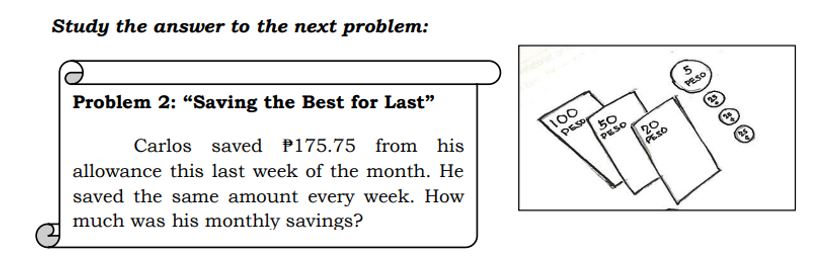 Study the answer to the next problem:
Problem 2: “Saving the Best for Last”
Carlos saved ₱175.75 from his
allowance this last week of the month. He
saved the same amount every week. How
much was his monthly savings?
100
PESO
50
PESO
20
PESO
5
PESO
25
25
25